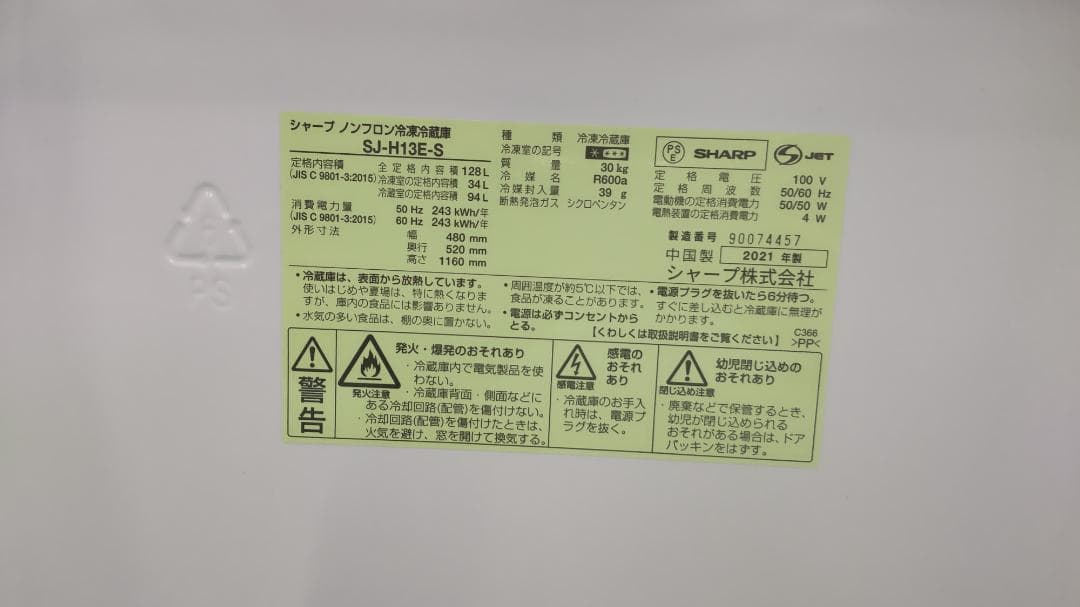 シャープ ノンフロン冷凍冷蔵庫
SJ-H13E-S
定格内容積
(JIS C 9801-3:2015)
全定格内容積 128L
冷凍室の定格内容積 34L
冷蔵室の定格内容積 94L
消費電力量
(JIS C 9801-3:2015)
50 Hz 243 kWh/年
60 Hz 243 kWh/年
外形寸法
幅 480 mm
奥行 520 mm
高さ 1160 mm
種類 冷凍冷蔵庫
冷凍室の記号
質量 30 kg
冷媒名 R600a
冷媒封入量 39 g
断熱発泡ガス シクロペンタン
PSE SHARP
JET
定格電圧 100 V
定格周波数 50/60 Hz
電動機の定格消費電力 50/50 W
電熱装置の定格消費電力 4 W
製造番号 90074457
中国製 2021 年製
シャープ株式会社
・冷蔵庫は、表面から放熱しています。
使いはじめや夏場は、特に熱くなりま
すが、庫内の食品には影響ありません。
・水気の多い食品は、棚の奥に置かない。
・周囲温度が約5℃以下では、
食品が凍ることがあります。
・電源は必ずコンセントから
とる。
・電源プラグを抜いたら6分待つ。
すぐに差し込むと冷蔵庫に無理が
かかります。
【くわしくは取扱説明書をご覧ください】
C366
>PP<
警告
発火注意
発火・爆発のおそれあり
・冷蔵庫内で電気製品を使
わない。
・冷蔵庫背面・側面などに
ある冷却回路(配管)を傷付けない。
・冷却回路(配管)を傷付けたときは、
火気を避け、窓を開けて換気する。
感電注意
感電の
おそれ
あり
・冷蔵庫のお手入
れ時は、電源プ
ラグを抜く。
閉じ込め注意
幼児閉じ込めの
おそれあり
・廃棄などで保管するとき、
幼児が閉じ込められる
おそれがある場合は、ドア
パッキンをはずす。
PS